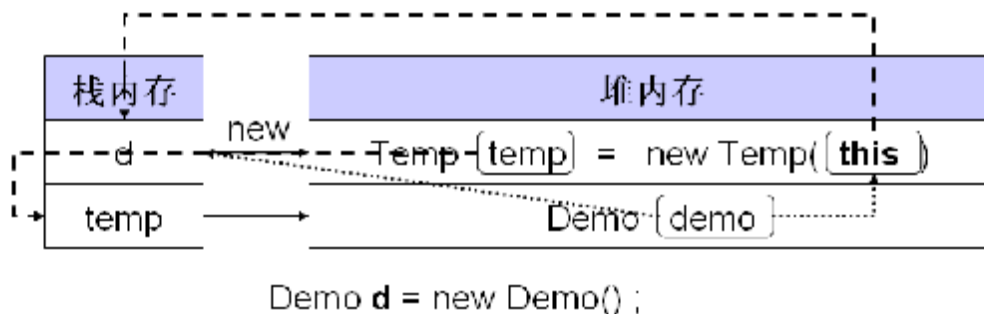 栈内存 堆内存
new
d Temp temp = new Temp(this)
temp Demo demo
Demo d = new Demo() ;